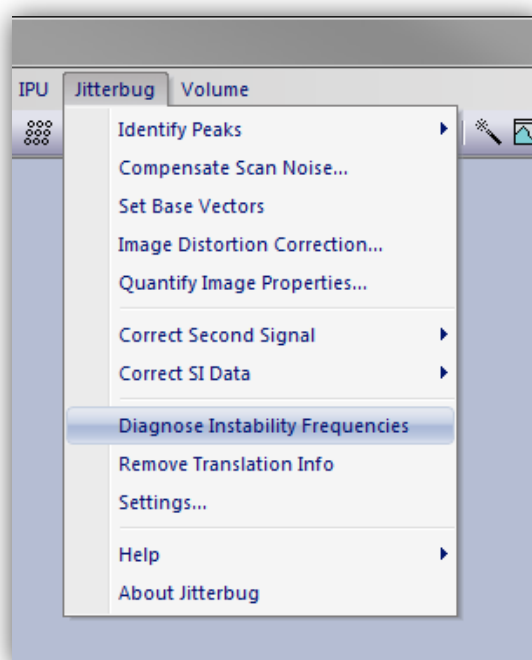 IPU Jitterbug Volume
Identify Peaks
Compensate Scan Noise...
Set Base Vectors
Image Distortion Correction...
Quantify Image Properties...
Correct Second Signal
Correct SI Data
Diagnose Instability Frequencies
Remove Translation Info
Settings...
Help
About Jitterbug